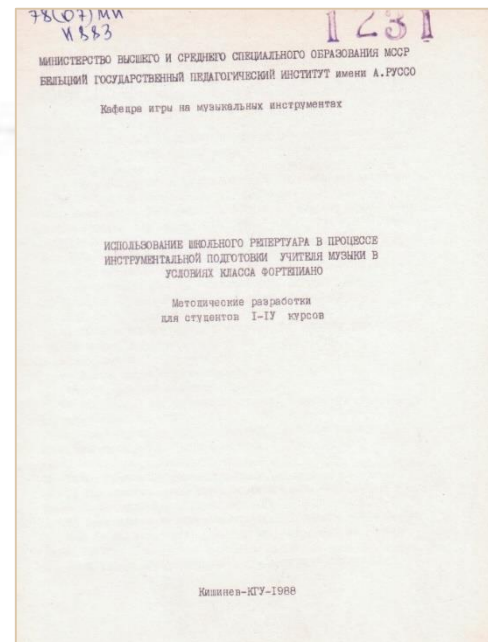 78(07)МИ
И883
1231
МИНИСТЕРСТВО ВЫСШЕГО И СРЕДНЕГО СПЕЦИАЛЬНОГО ОБРАЗОВАНИЯ МССР
БЕЛЬЦКИЙ ГОСУДАРСТВЕННЫЙ ПЕДАГОГИЧЕСКИЙ ИНСТИТУТ имени А.РУССО
Кафедра игры на музыкальных инструментах
ИСПОЛЬЗОВАНИЕ ШКОЛЬНОГО РЕПЕРТУАРА В ПРОЦЕССЕ
ИНСТРУМЕНТАЛЬНОЙ ПОДГОТОВКИ УЧИТЕЛЯ МУЗЫКИ В
УСЛОВИЯХ КЛАССА ФОРТЕПИАНО
Методические разработки
для студентов I-IУ курсов
Кишинев-КГУ-1988